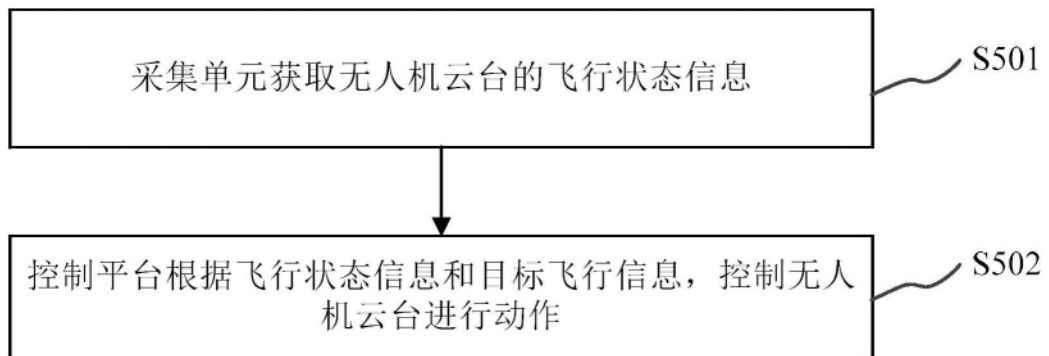 采集单元获取无人机云台的飞行状态信息
S501
控制平台根据飞行状态信息和目标飞行信息，控制无人
机云台进行动作
S502